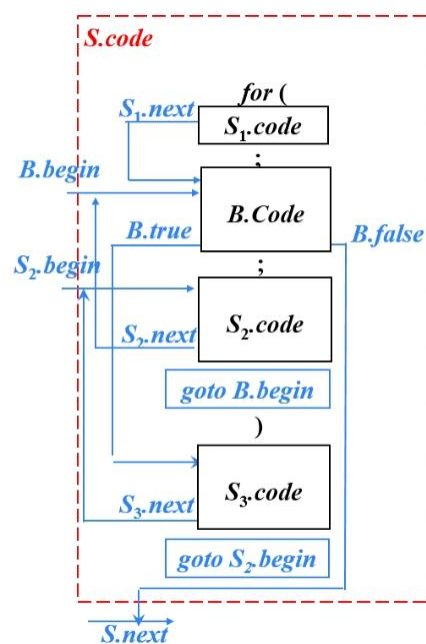 S.code
for (
S₁.next
S₁.code
;
B.begin
B.Code
B.true
B.false
;
S₂.begin
S₂.code
S₂.next
goto B.begin
)
S₃.code
S₃.next
goto S₂.begin
S.next